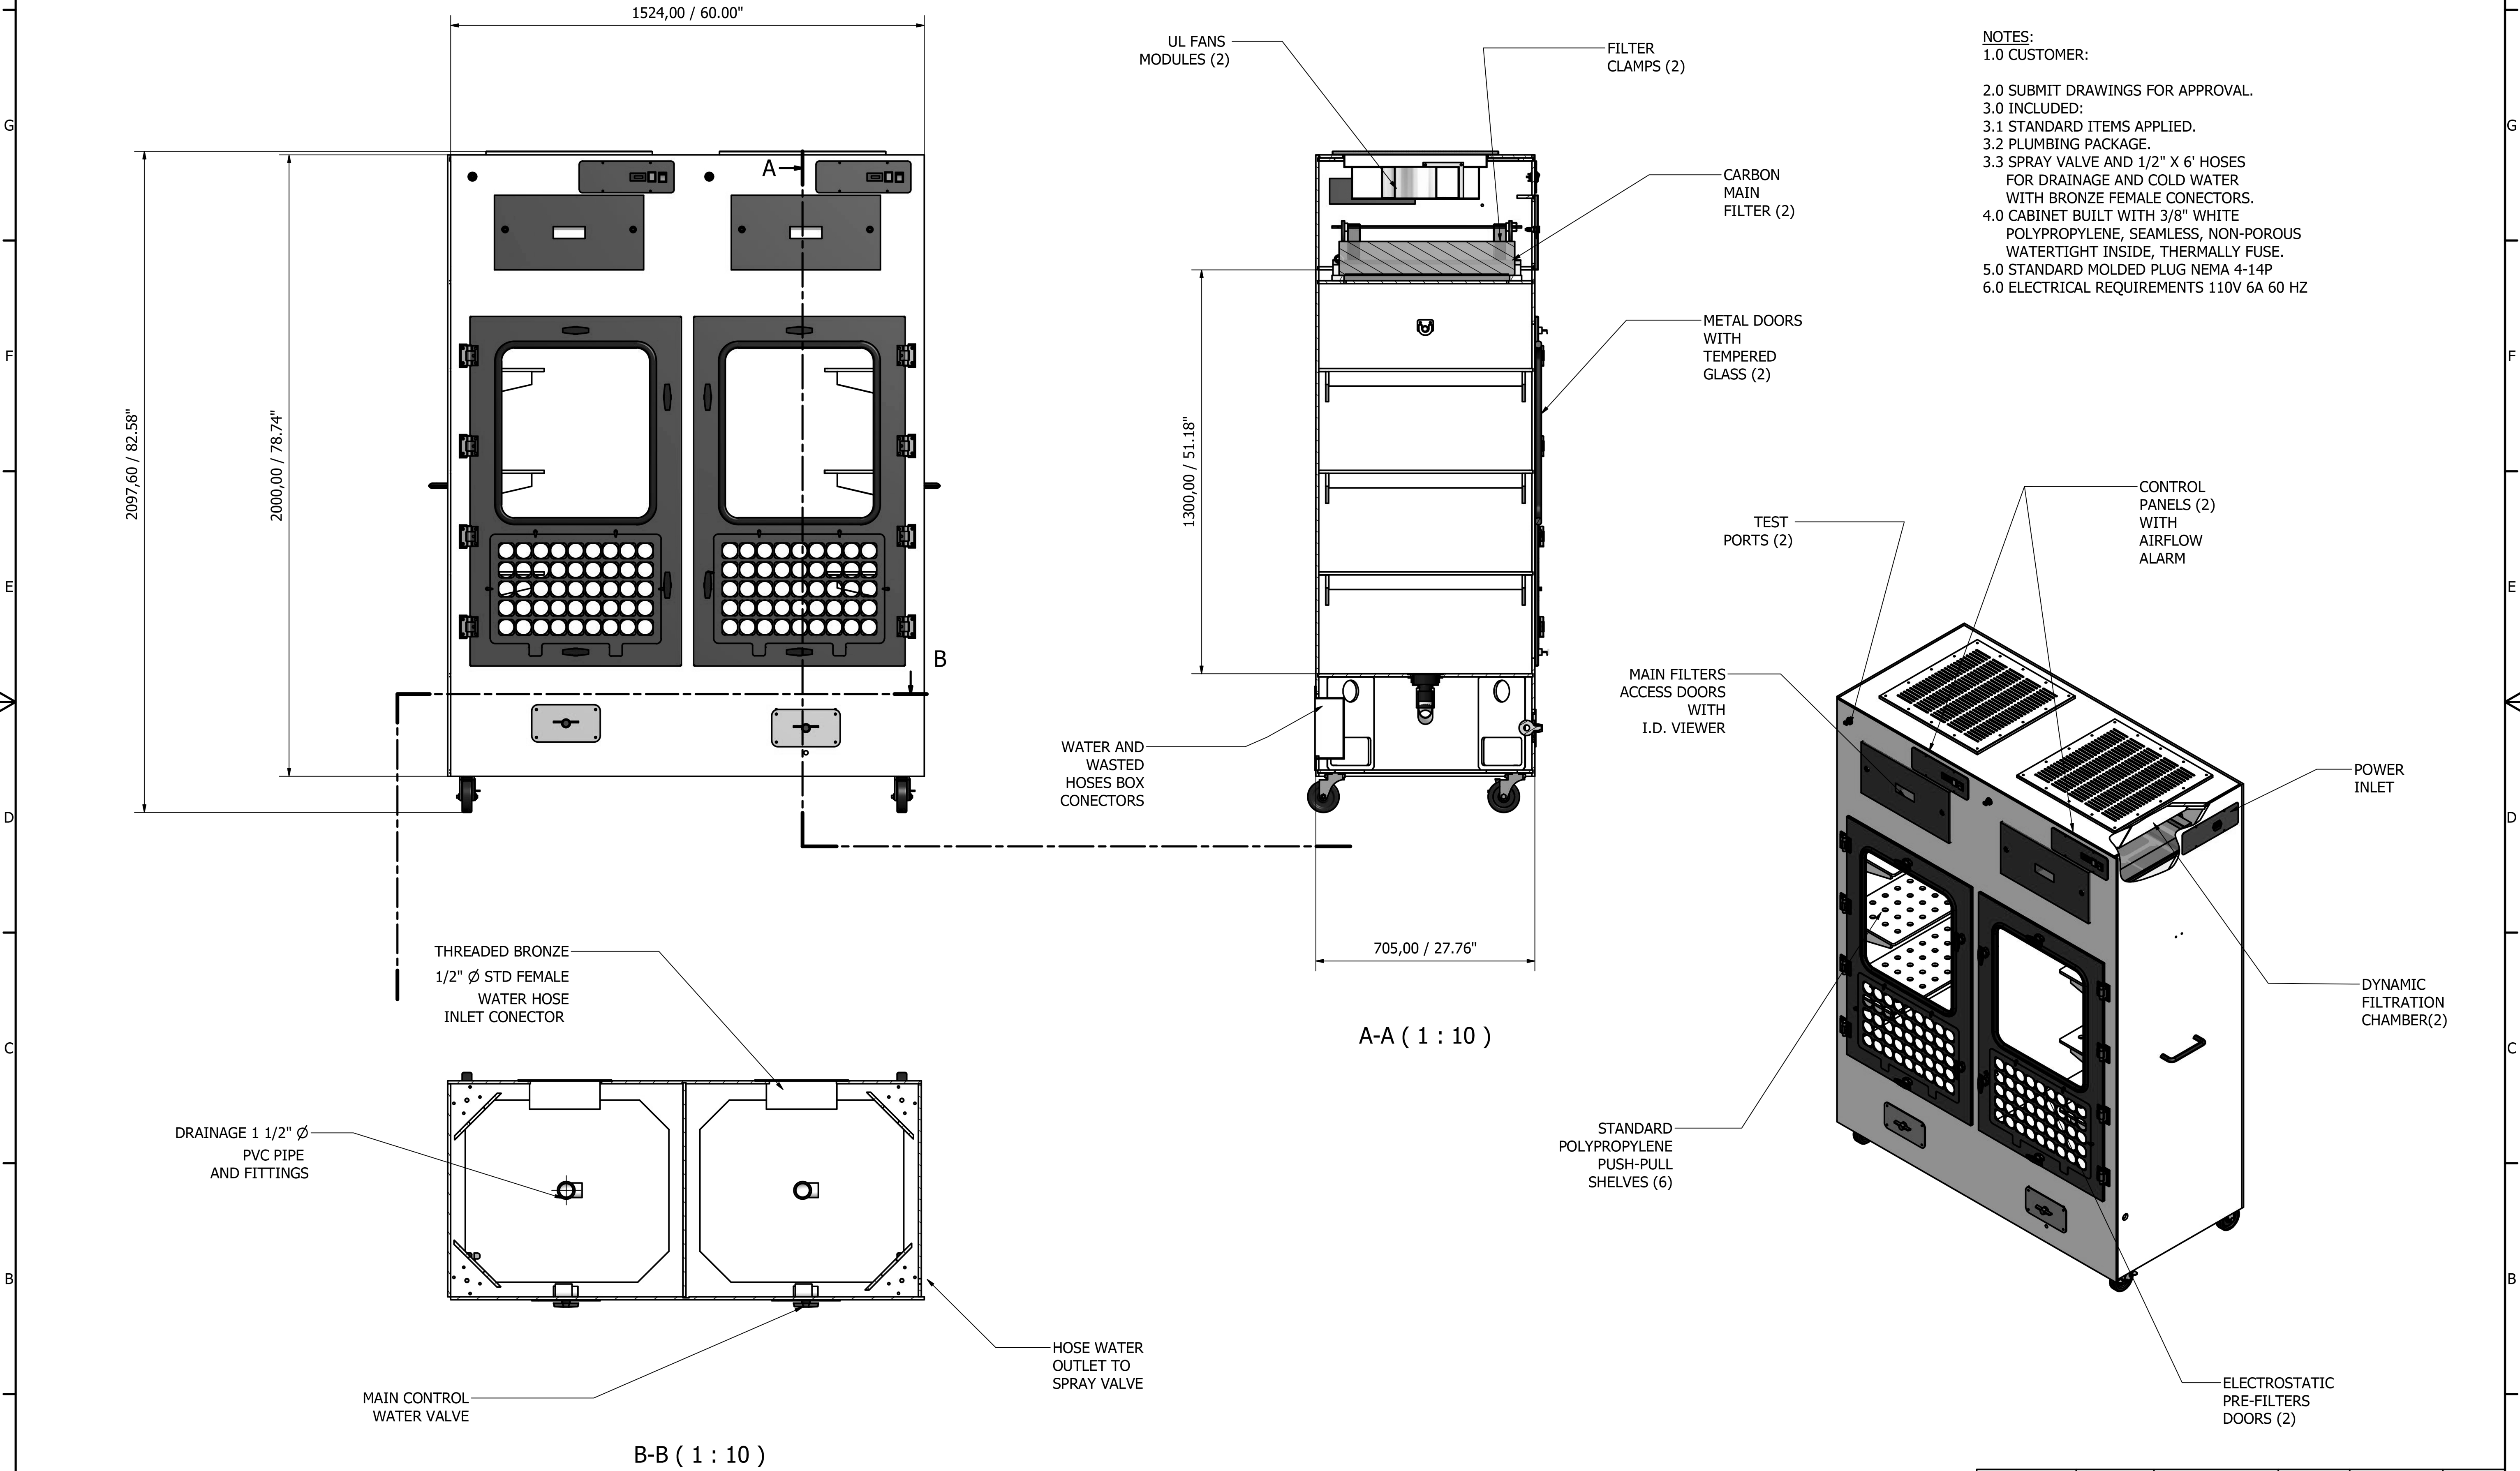 1524,00 / 60.00"
2097,60 / 82.58"
2000,00 / 78.74"
A
B
UL FANS
MODULES (2)
FILTER
CLAMPS (2)
CARBON
MAIN
FILTER (2)
METAL DOORS
WITH
TEMPERED
GLASS (2)
1300,00 / 51.18"
WATER AND
WASTED
HOSES BOX
CONECTORS
705,00 / 27.76"
A-A ( 1 : 10 )
NOTES:
1.0 CUSTOMER:
2.0 SUBMIT DRAWINGS FOR APPROVAL.
3.0 INCLUDED:
3.1 STANDARD ITEMS APPLIED.
3.2 PLUMBING PACKAGE.
3.3 SPRAY VALVE AND 1/2" X 6' HOSES
FOR DRAINAGE AND COLD WATER
WITH BRONZE FEMALE CONECTORS.
4.0 CABINET BUILT WITH 3/8" WHITE
POLYPROPYLENE, SEAMLESS, NON-POROUS
WATERTIGHT INSIDE, THERMALLY FUSE.
5.0 STANDARD MOLDED PLUG NEMA 4-14P
6.0 ELECTRICAL REQUIREMENTS 110V 6A 60 HZ
CONTROL
PANELS (2)
WITH
AIRFLOW
ALARM
TEST
PORTS (2)
MAIN FILTERS
ACCESS DOORS
WITH
I.D. VIEWER
POWER
INLET
DYNAMIC
FILTRATION
CHAMBER(2)
STANDARD
POLYPROPYLENE
PUSH-PULL
SHELVES (6)
ELECTROSTATIC
PRE-FILTERS
DOORS (2)
THREADED BRONZE
1/2" Ø STD FEMALE
WATER HOSE
INLET CONECTOR
DRAINAGE 1 1/2" Ø
PVC PIPE
AND FITTINGS
MAIN CONTROL
WATER VALVE
HOSE WATER
OUTLET TO
SPRAY VALVE
B-B ( 1 : 10 )
G
F
E
D
C
B
G
F
E
D
C
B